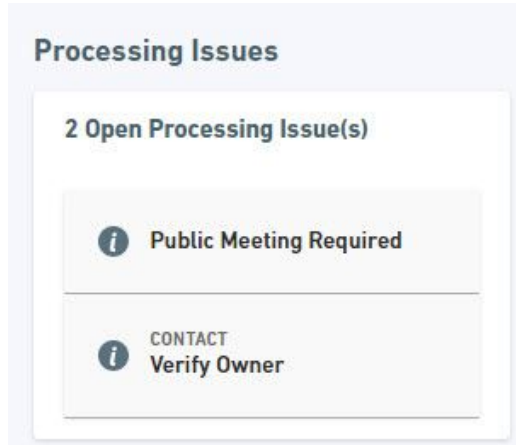 Processing Issues
2 Open Processing Issue(s)
Public Meeting Required
CONTACT
Verify Owner